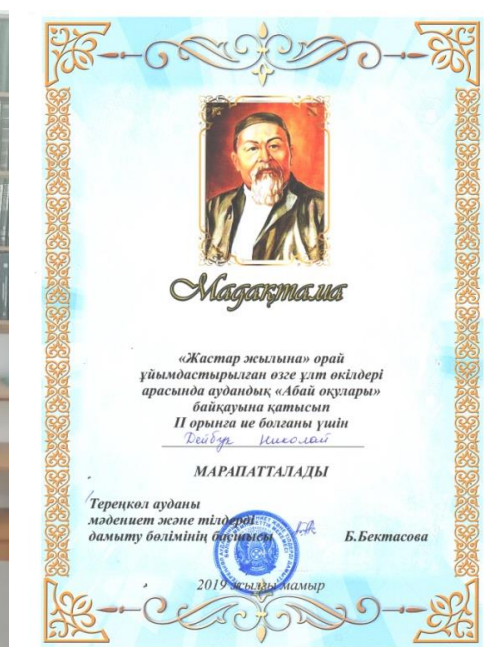 Мадақтама
«Жастар жылына» орай
ұйымдастырылған өзге ұлт өкілдері
арасында аудандық «Абай оқулары»
байқауына қатысып
ІІ орынға ие болғаны үшін
Дейбук Николай
МАРАПАТТАЛАДЫ
Тереңкөл ауданы
мәдениет және тілдерді
дамыту бөлімінің басшысы Б.Бектасова
2019 жылғы мамыр